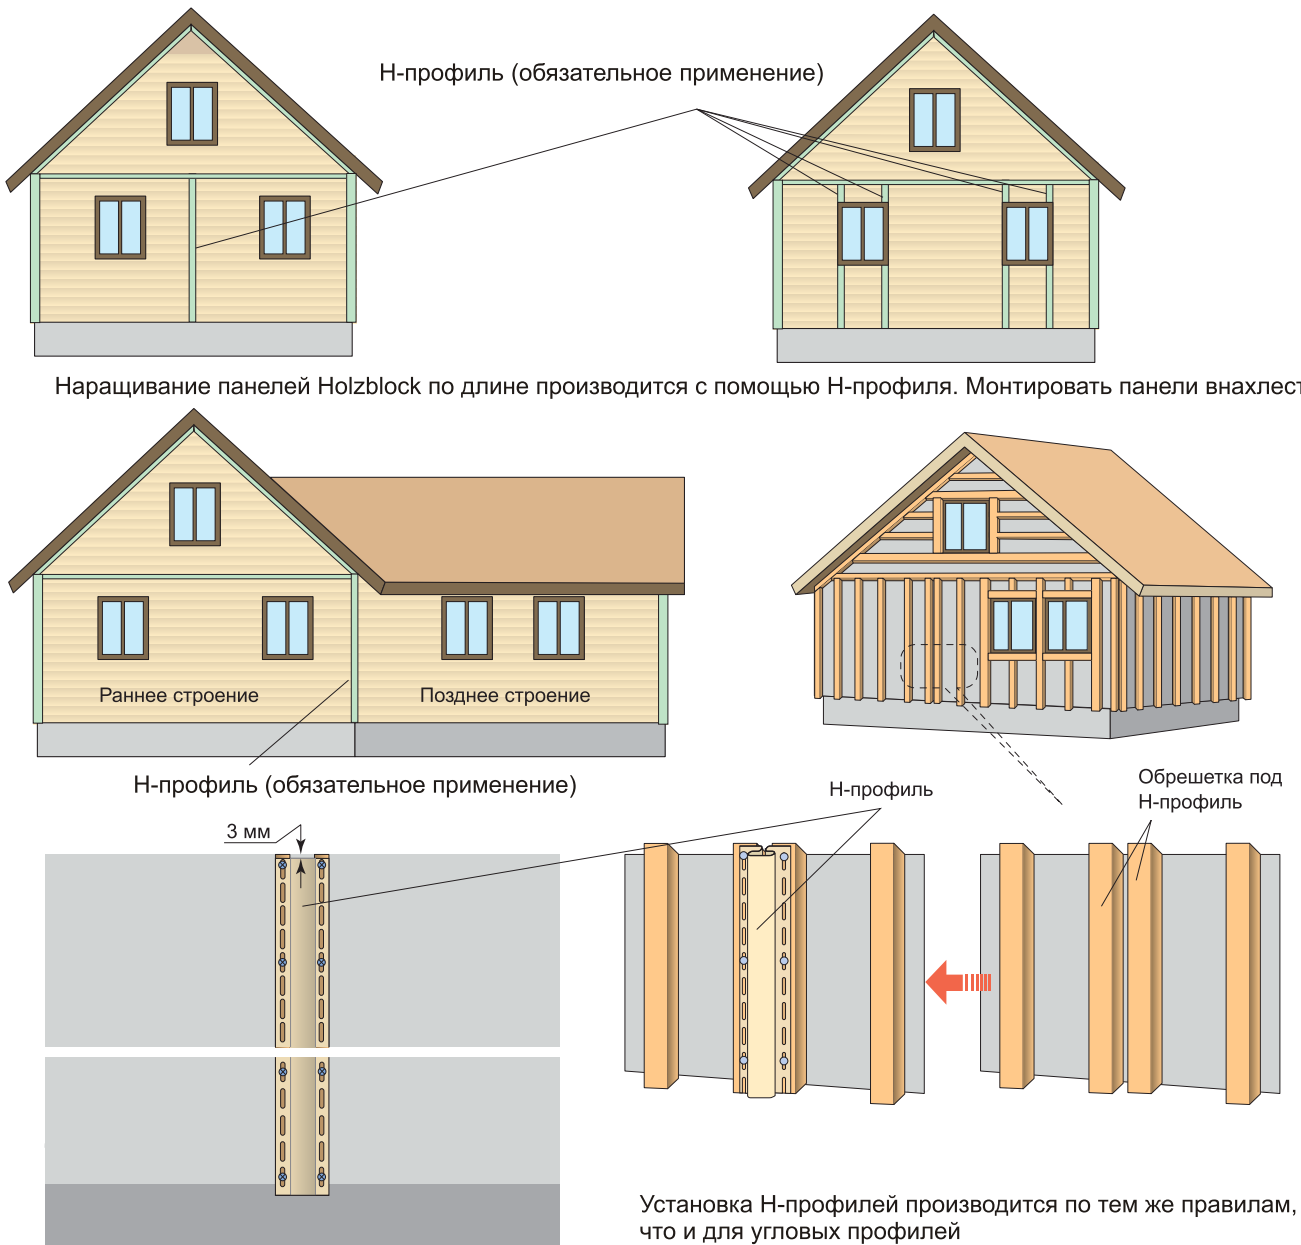 Н-профиль (обязательное применение)
Наращивание панелей Holzblock по длине производится с помощью Н-профиля. Монтировать панели внахлест
Раннее строение
Позднее строение
Н-профиль (обязательное применение)
Н-профиль
Обрешетка под
Н-профиль
3 мм
Установка Н-профилей производится по тем же правилам,
что и для угловых профилей